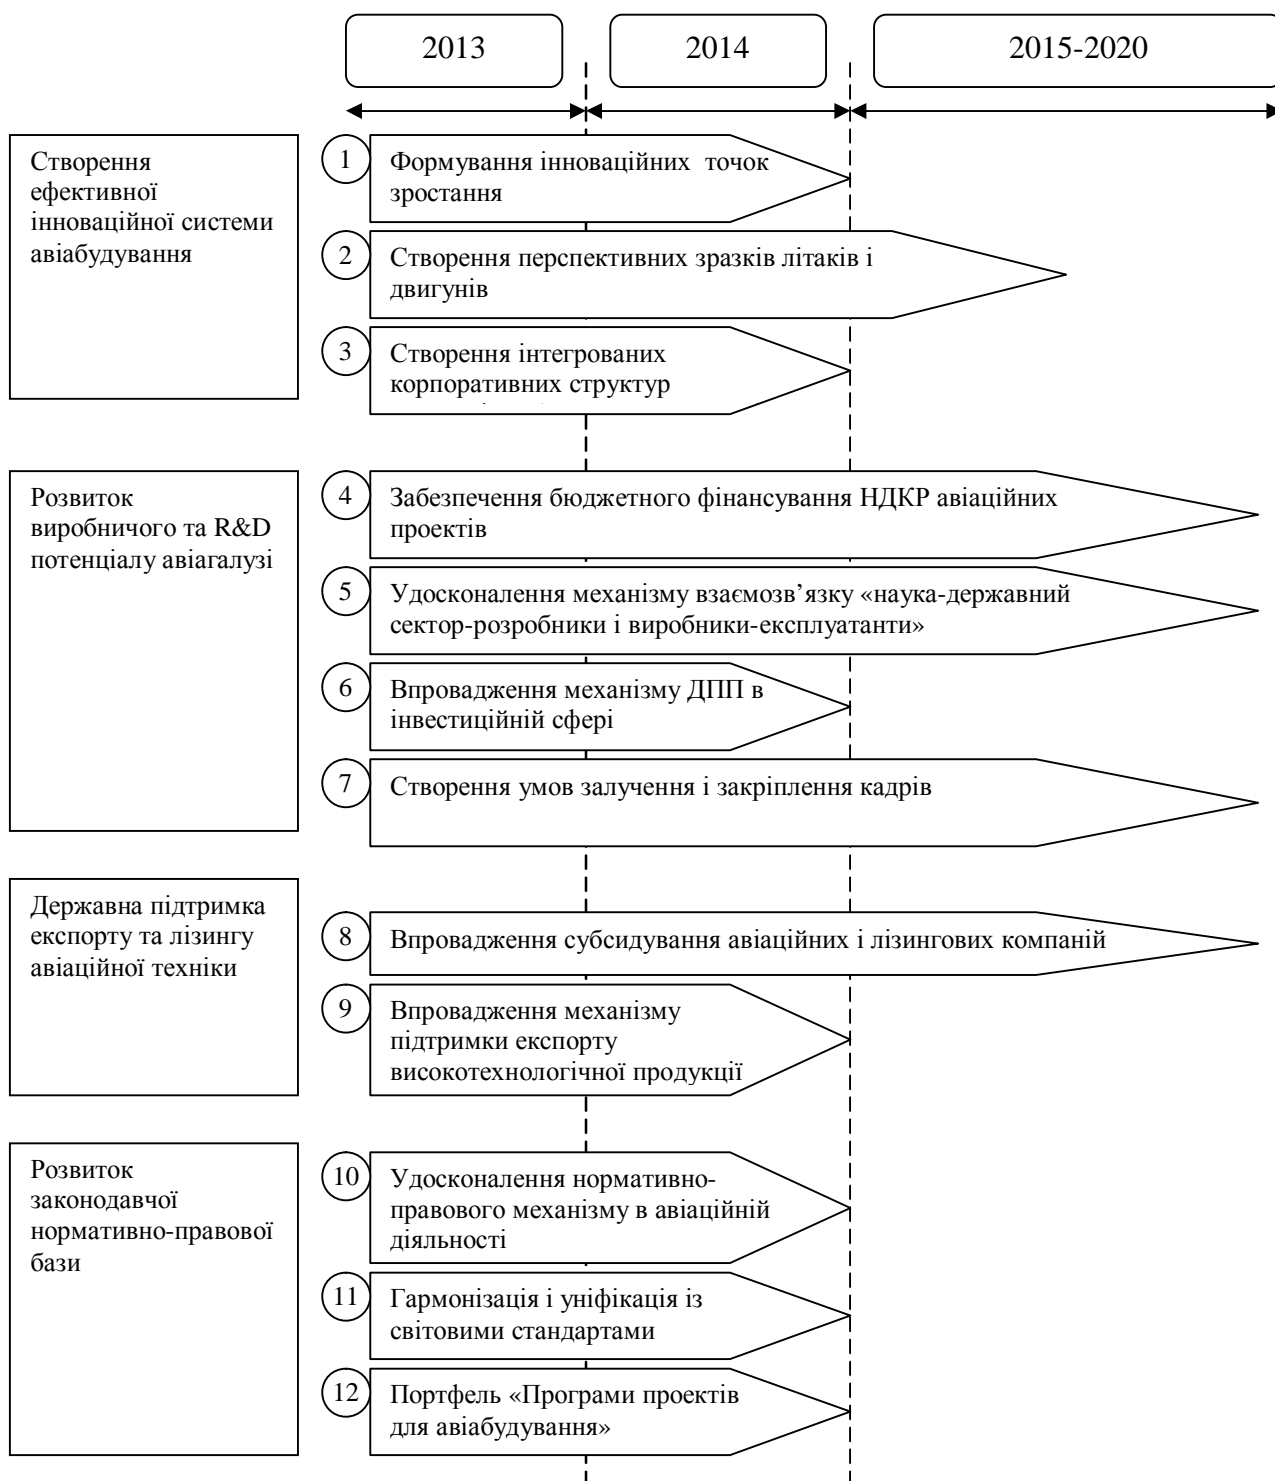 2013
2014
2015-2020
Створення
ефективної
інноваційної системи
авіабудування
1
Формування інноваційних точок
зростання
2
Створення перспективних зразків літаків і
двигунів
3
Створення інтегрованих
корпоративних структур
Розвиток
виробничого та R&D
потенціалу авіагалузі
4
Забезпечення бюджетного фінансування НДКР авіаційних
проектів
5
Удосконалення механізму взаємозв’язку «наука-державний
сектор-розробники і виробники-експлуатанти»
6
Впровадження механізму ДПП в
інвестиційній сфері
7
Створення умов залучення і закріплення кадрів
Державна підтримка
експорту та лізингу
авіаційної техніки
8
Впровадження субсидування авіаційних і лізингових компаній
9
Впровадження механізму
підтримки експорту
високотехнологічної продукції
Розвиток
законодавчої
нормативно-правової
бази
10
Удосконалення нормативно-
правового механізму в авіаційній
діяльності
11
Гармонізація і уніфікація із
світовими стандартами
12
Портфель «Програми проектів
для авіабудування»